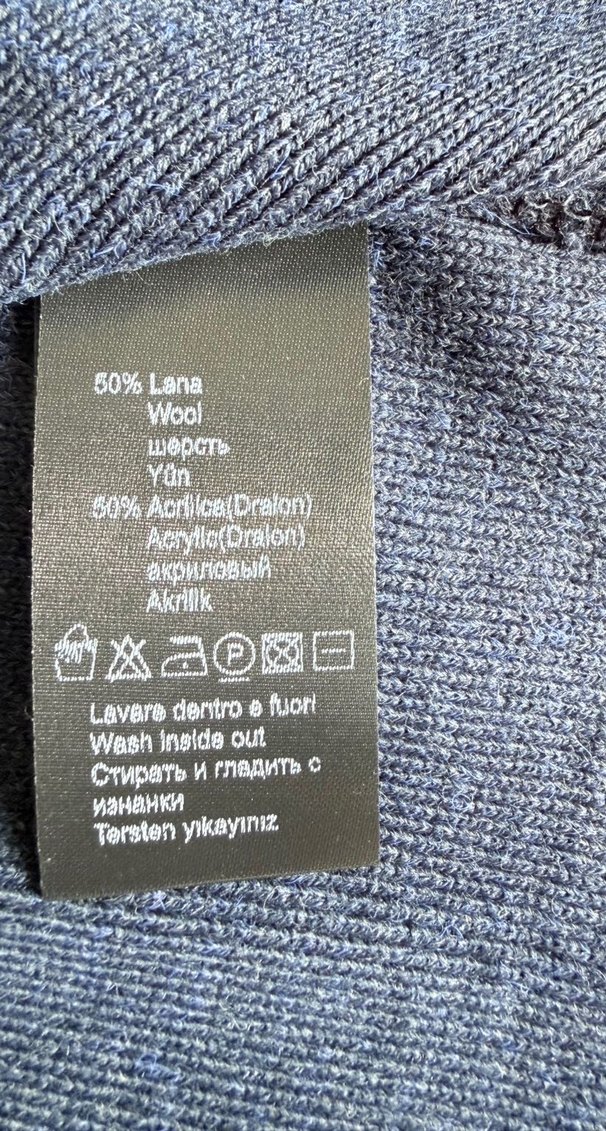 50% Lana
Wool
шерсть
Yün
50% Acrilica(Dralon)
Acrylic(Dralon)
акриловый
Akrilik
P
Lavare dentro e fuori
Wash inside out
Стирать и гладить с
изнанки
Tersten yıkayınız